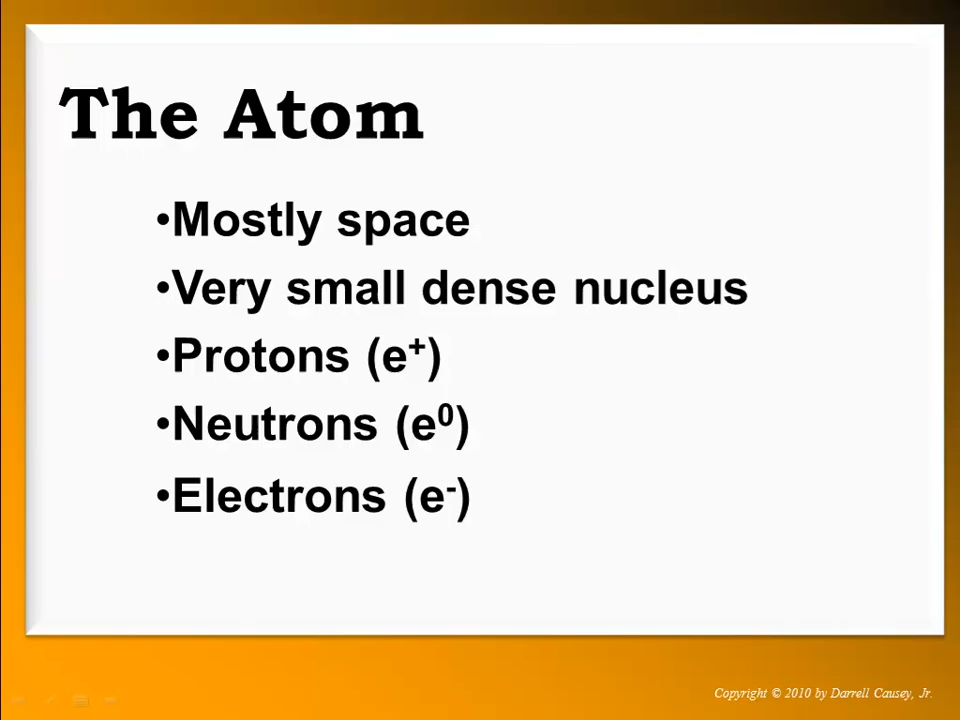 The Atom
•Mostly space
•Very small dense nucleus
•Protons (e⁺)
•Neutrons (e⁰)
•Electrons (e⁻)
Copyright © 2010 by Darrell Causey, Jr.